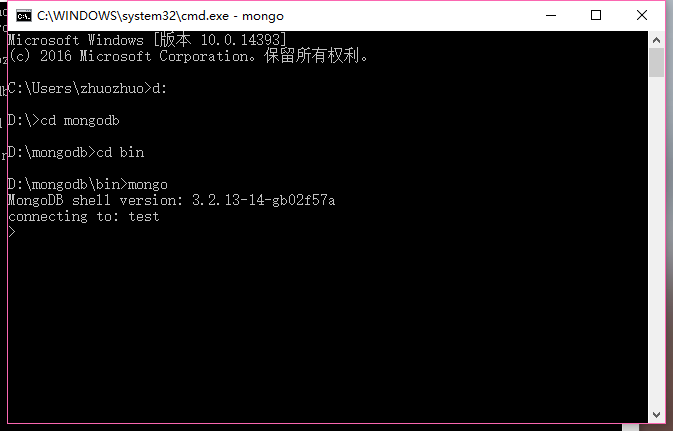 C:\WINDOWS\system32\cmd.exe - mongo
Microsoft Windows [版本 10.0.14393]
(c) 2016 Microsoft Corporation。保留所有权利。
C:\Users\zhuozhuo>d:
D:\>cd mongodb
D:\mongodb>cd bin
D:\mongodb\bin>mongo
MongoDB shell version: 3.2.13-14-gb02f57a
connecting to: test
>